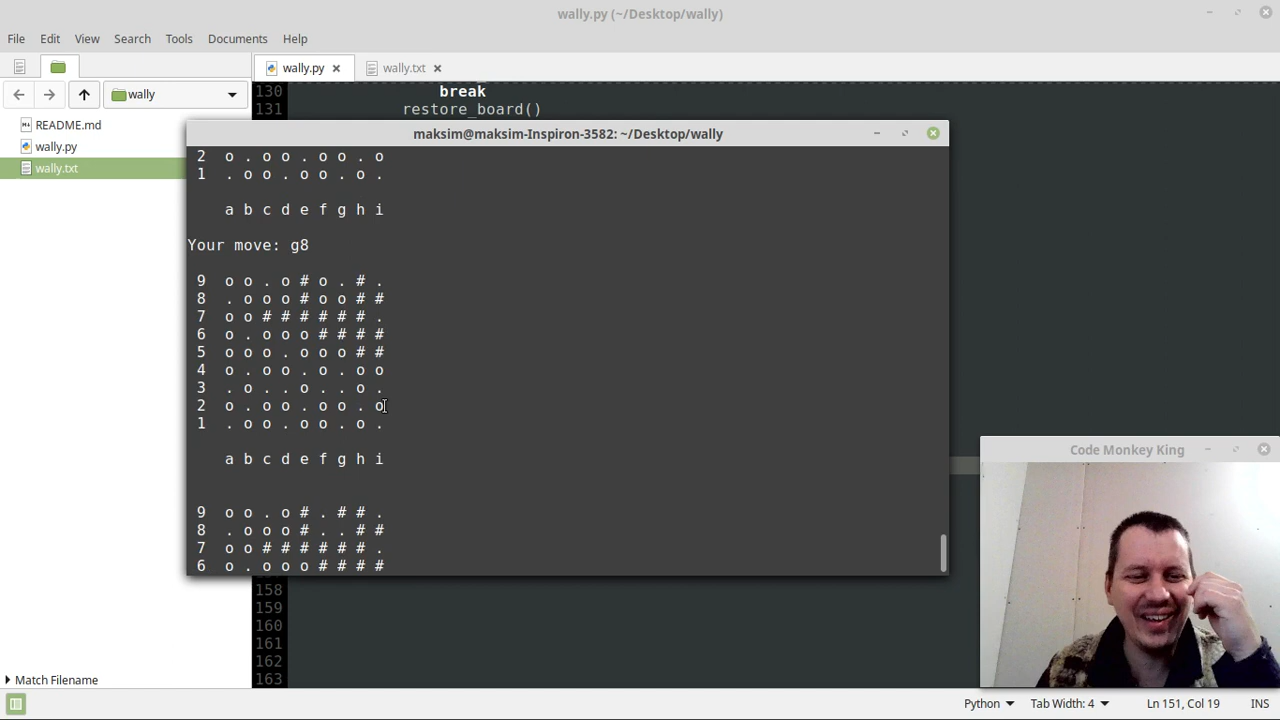 wally.py (~/Desktop/wally)
File Edit View Search Tools Documents Help
wally.py wally.txt
wally
README.md
wally.py
wally.txt
130 break
131 restore_board()
maksim@maksim-Inspiron-3582: ~/Desktop/wally
2 o . o o . o o . o
1 . o o . o o . o .
a b c d e f g h i
Your move: g8
9 o o . o # o . # .
8 . o o o # o o # #
7 o o # # # # # # .
6 o . o o o # # # #
5 o o o . o o o # #
4 o . o o . o . o o
3 . o . . o . . o .
2 o . o o . o o . o
1 . o o . o o . o .
a b c d e f g h i
9 o o . o # . # # .
8 . o o o # . . # #
7 o o # # # # # # .
6 o . o o o # # # #
Code Monkey King
158
159
160
161
162
163
Match Filename
Python Tab Width: 4 Ln 151, Col 19 INS